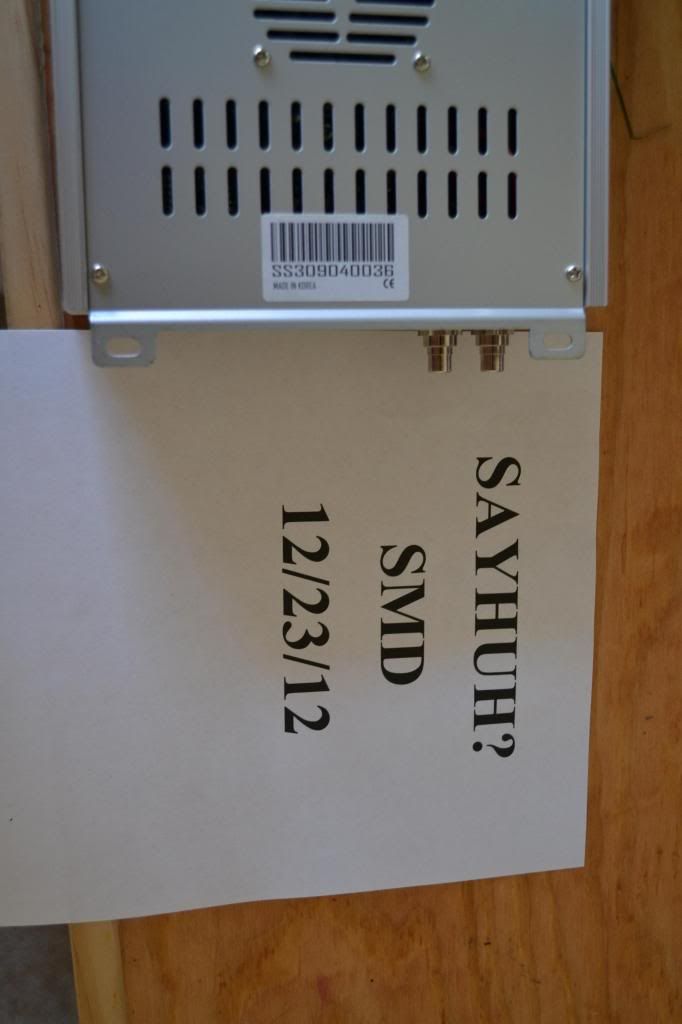 SS309040036
MADE IN KOREA
CE
SAYHUH?
SMD
12/23/12